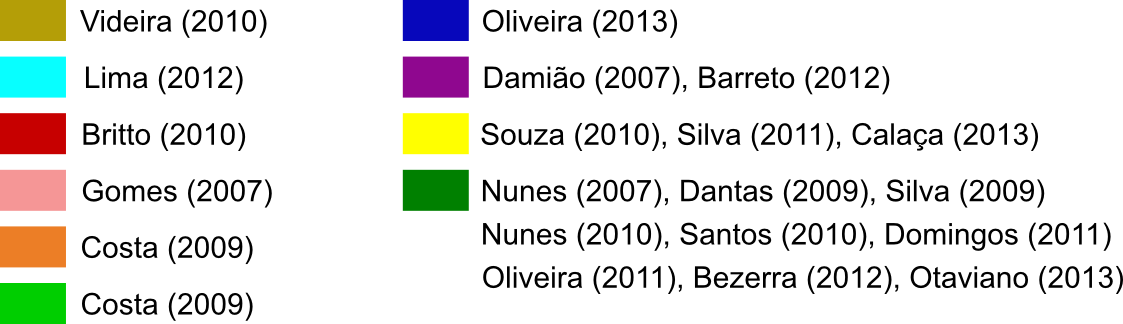 Videira (2010)
Lima (2012)
Britto (2010)
Gomes (2007)
Costa (2009)
Costa (2009)
Oliveira (2013)
Damião (2007), Barreto (2012)
Souza (2010), Silva (2011), Calaça (2013)
Nunes (2007), Dantas (2009), Silva (2009)
Nunes (2010), Santos (2010), Domingos (2011)
Oliveira (2011), Bezerra (2012), Otaviano (2013)